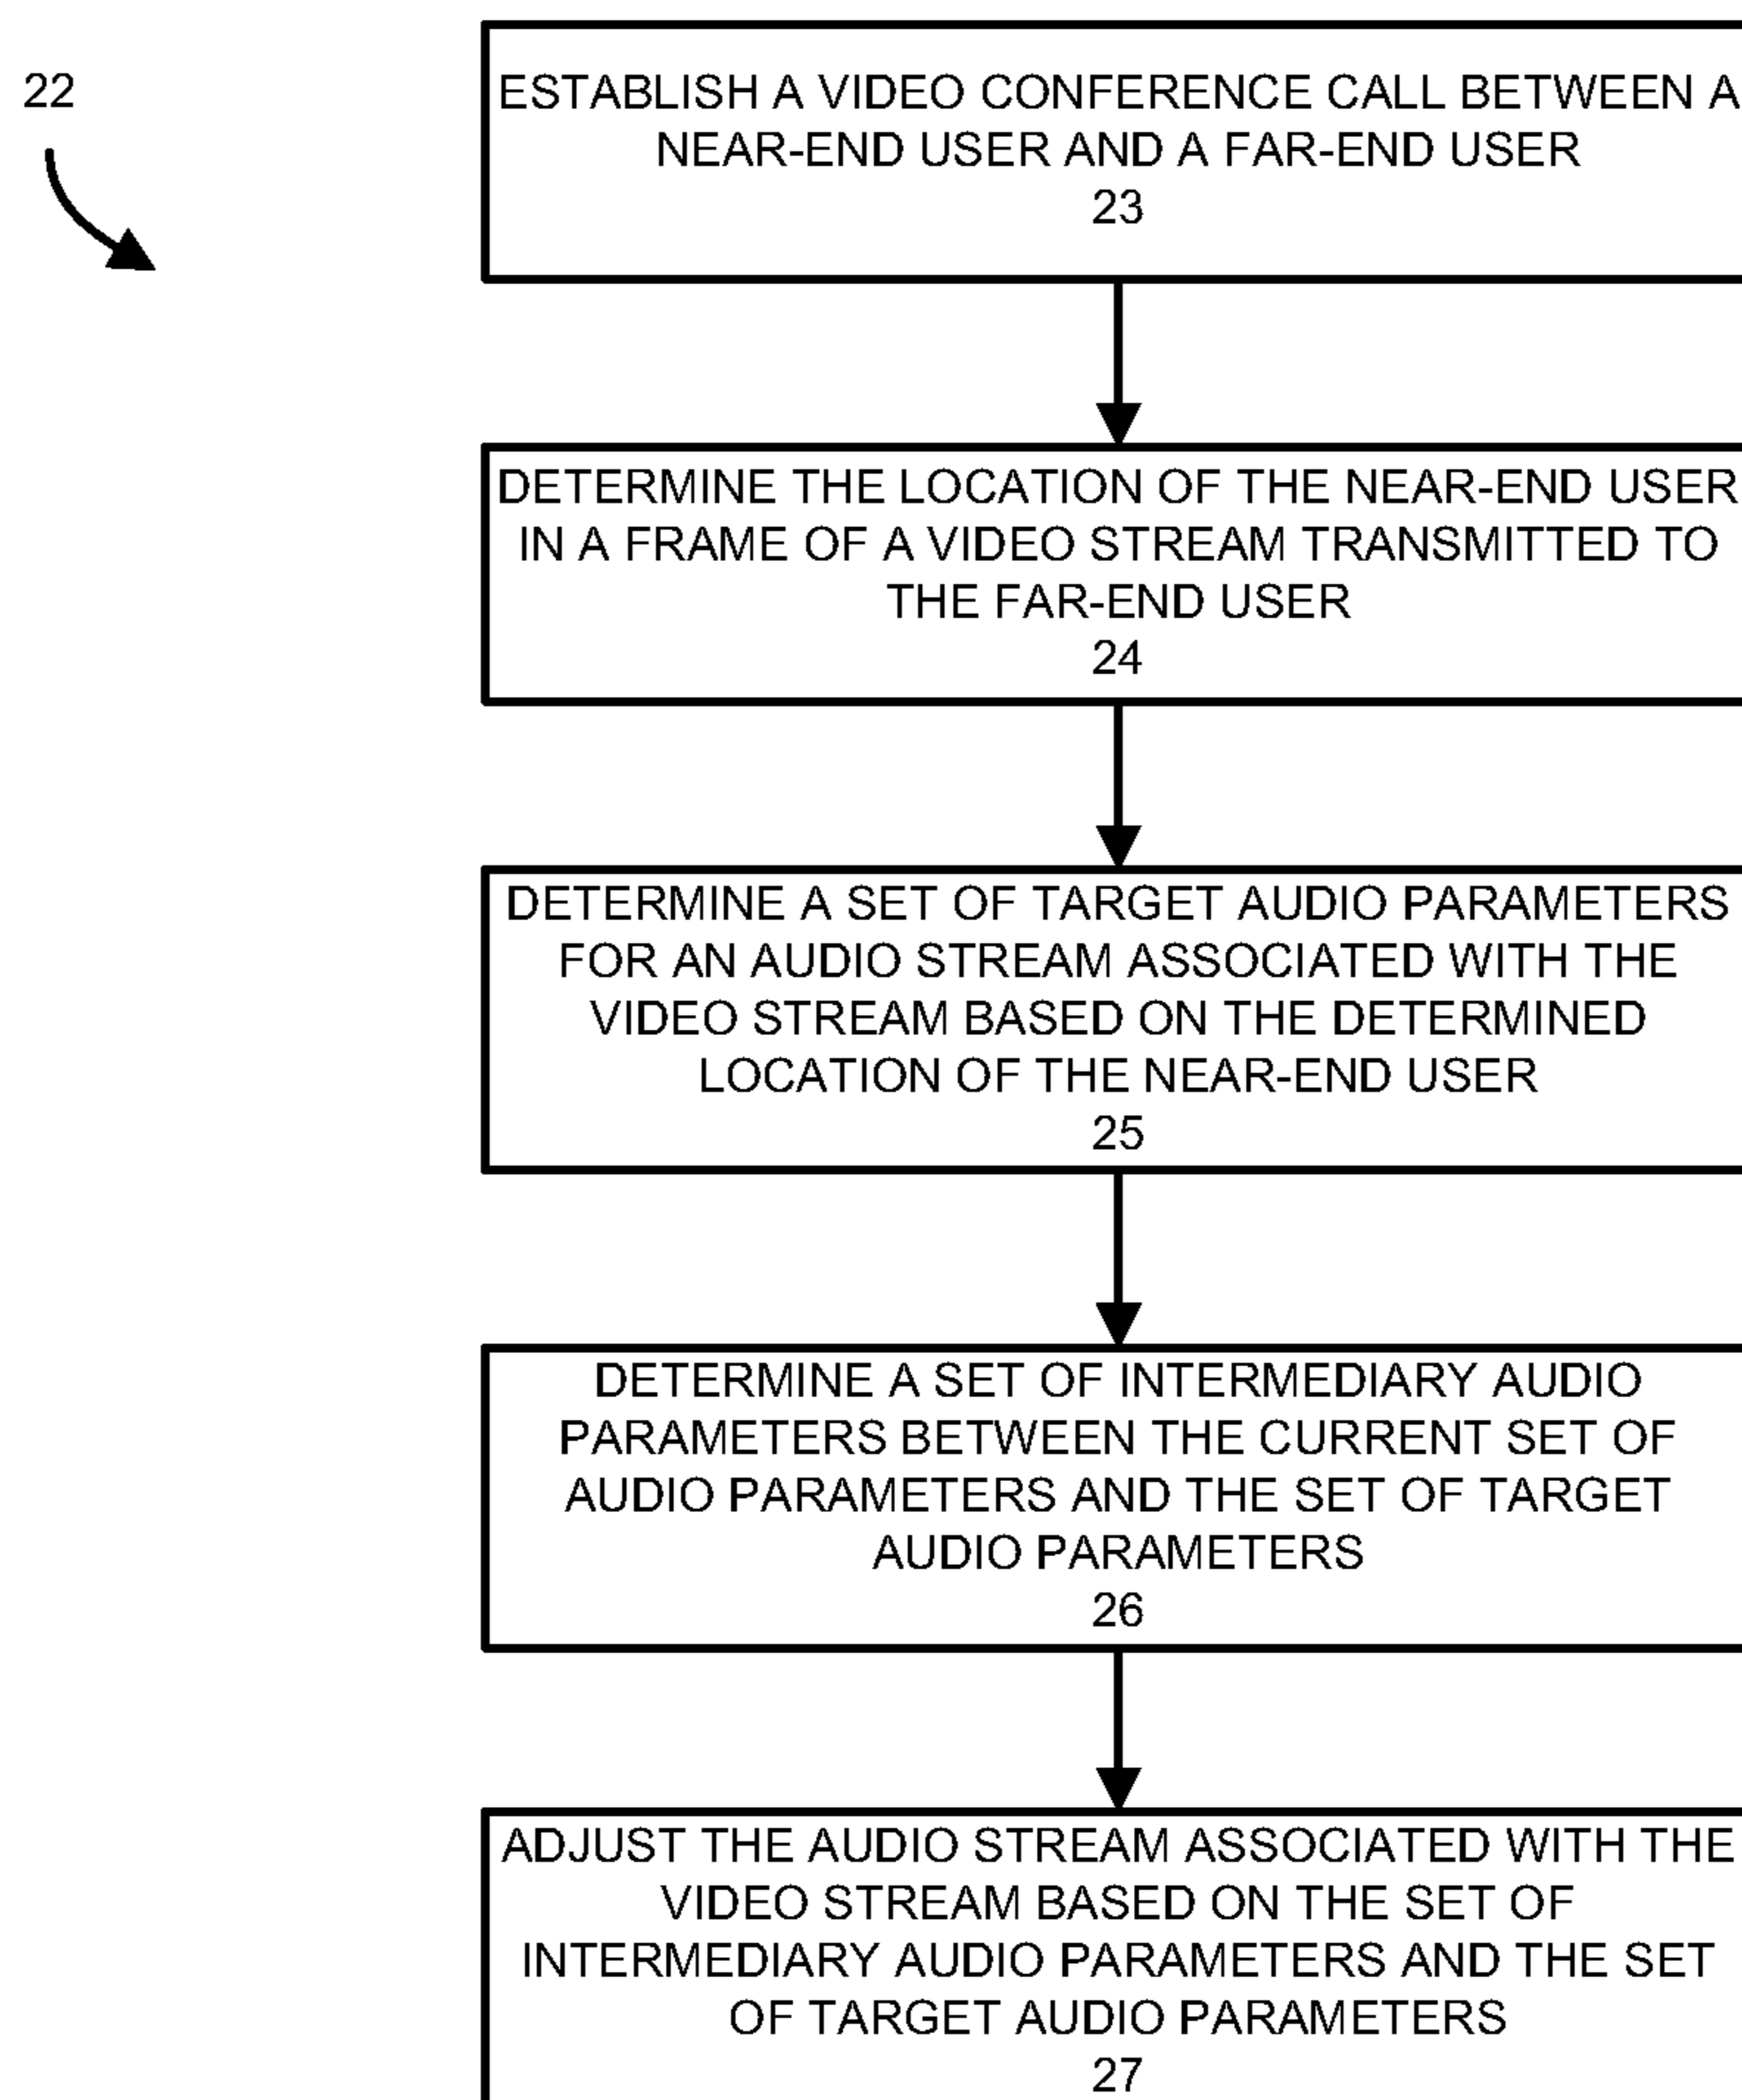 22
ESTABLISH A VIDEO CONFERENCE CALL BETWEEN A
NEAR-END USER AND A FAR-END USER
23
DETERMINE THE LOCATION OF THE NEAR-END USER
IN A FRAME OF A VIDEO STREAM TRANSMITTED TO
THE FAR-END USER
24
DETERMINE A SET OF TARGET AUDIO PARAMETERS
FOR AN AUDIO STREAM ASSOCIATED WITH THE
VIDEO STREAM BASED ON THE DETERMINED
LOCATION OF THE NEAR-END USER
25
DETERMINE A SET OF INTERMEDIARY AUDIO
PARAMETERS BETWEEN THE CURRENT SET OF
AUDIO PARAMETERS AND THE SET OF TARGET
AUDIO PARAMETERS
26
ADJUST THE AUDIO STREAM ASSOCIATED WITH THE
VIDEO STREAM BASED ON THE SET OF
INTERMEDIARY AUDIO PARAMETERS AND THE SET
OF TARGET AUDIO PARAMETERS
27